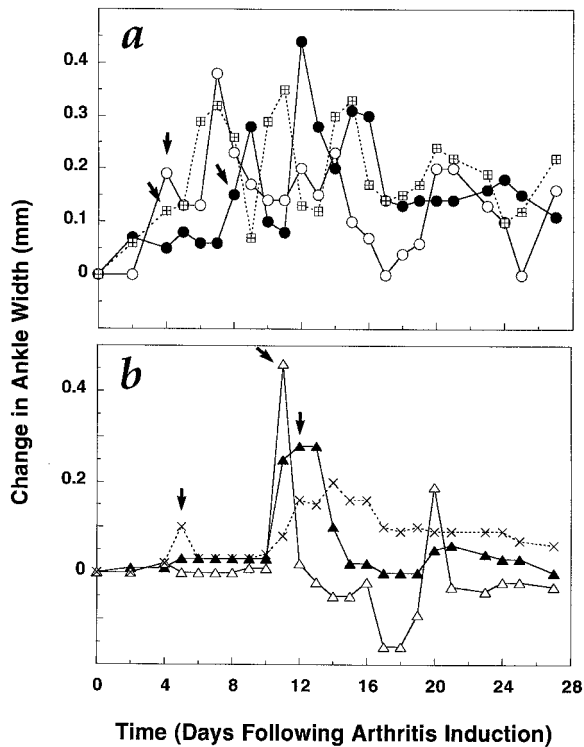 a
0.4
0.3
0.2
0.1
0
b
0.4
0.2
0
0 4 8 12 16 20 24 28
Change in Ankle Width (mm)
Time (Days Following Arthritis Induction)